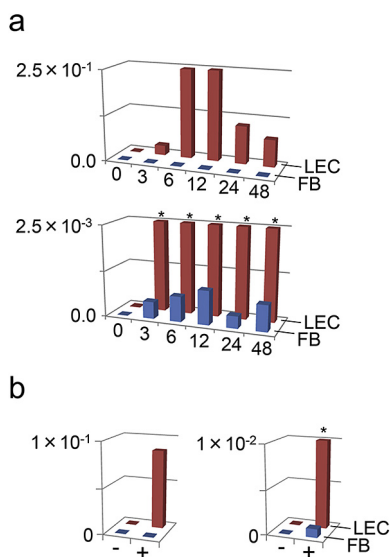 a
2.5 × 10⁻¹
0.0
0 3 6 12 24 48
LEC
FB
2.5 × 10⁻³
* * * * *
0.0
0 3 6 12 24 48
LEC
FB
b
1 × 10⁻¹
0
- +
1 × 10⁻²
*
0
- +
LEC
FB